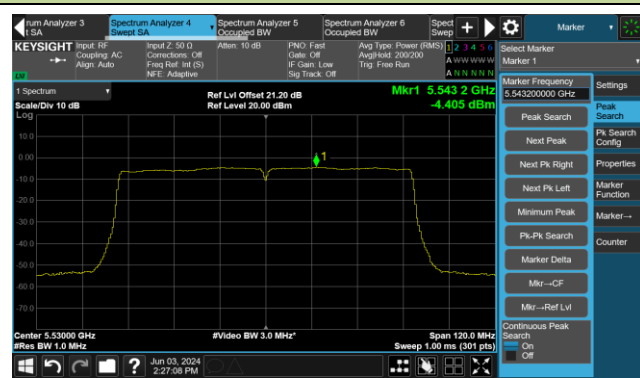 rum Analyzer 3
t SA
Spectrum Analyzer 4
Swept SA
Spectrum Analyzer 5
Occupied BW
Spectrum Analyzer 6
Occupied BW
Spect
Swep
Marker
KEYSIGHT
Input: RF
Coupling: AC
Align: Auto
Input Z: 50 Ω
Corrections: Off
Freq Ref: Int (S)
NFE: Adaptive
Atten: 10 dB
PNO: Fast
Gate: Off
IF Gain: Low
Sig Track: Off
Avg Type: Power (RMS)
Avg|Hold: 200/200
Trig: Free Run
1 2 3 4 5 6
A W W W W W
A N N N N N
LW
Select Marker
Marker 1
1 Spectrum
Scale/Div 10 dB
Log
Ref Lvl Offset 21.20 dB
Ref Level 20.00 dBm
Mkr1 5.543 2 GHz
-4.405 dBm
10.0
0.00
-10.0
-20.0
-30.0
-40.0
-50.0
-60.0
-70.0
1
Center 5.53000 GHz
#Res BW 1.0 MHz
#Video BW 3.0 MHz*
Span 120.0 MHz
Sweep 1.00 ms (301 pts)
Marker Frequency
5.543200000 GHz
Peak Search
Next Peak
Next Pk Right
Next Pk Left
Minimum Peak
Pk-Pk Search
Marker Delta
Mkr→CF
Mkr→Ref Lvl
Continuous Peak
Search
On
Off
Settings
Peak
Search
Pk Search
Config
Properties
Marker
Function
Marker→
Counter
Jun 03, 2024
2:27:08 PM